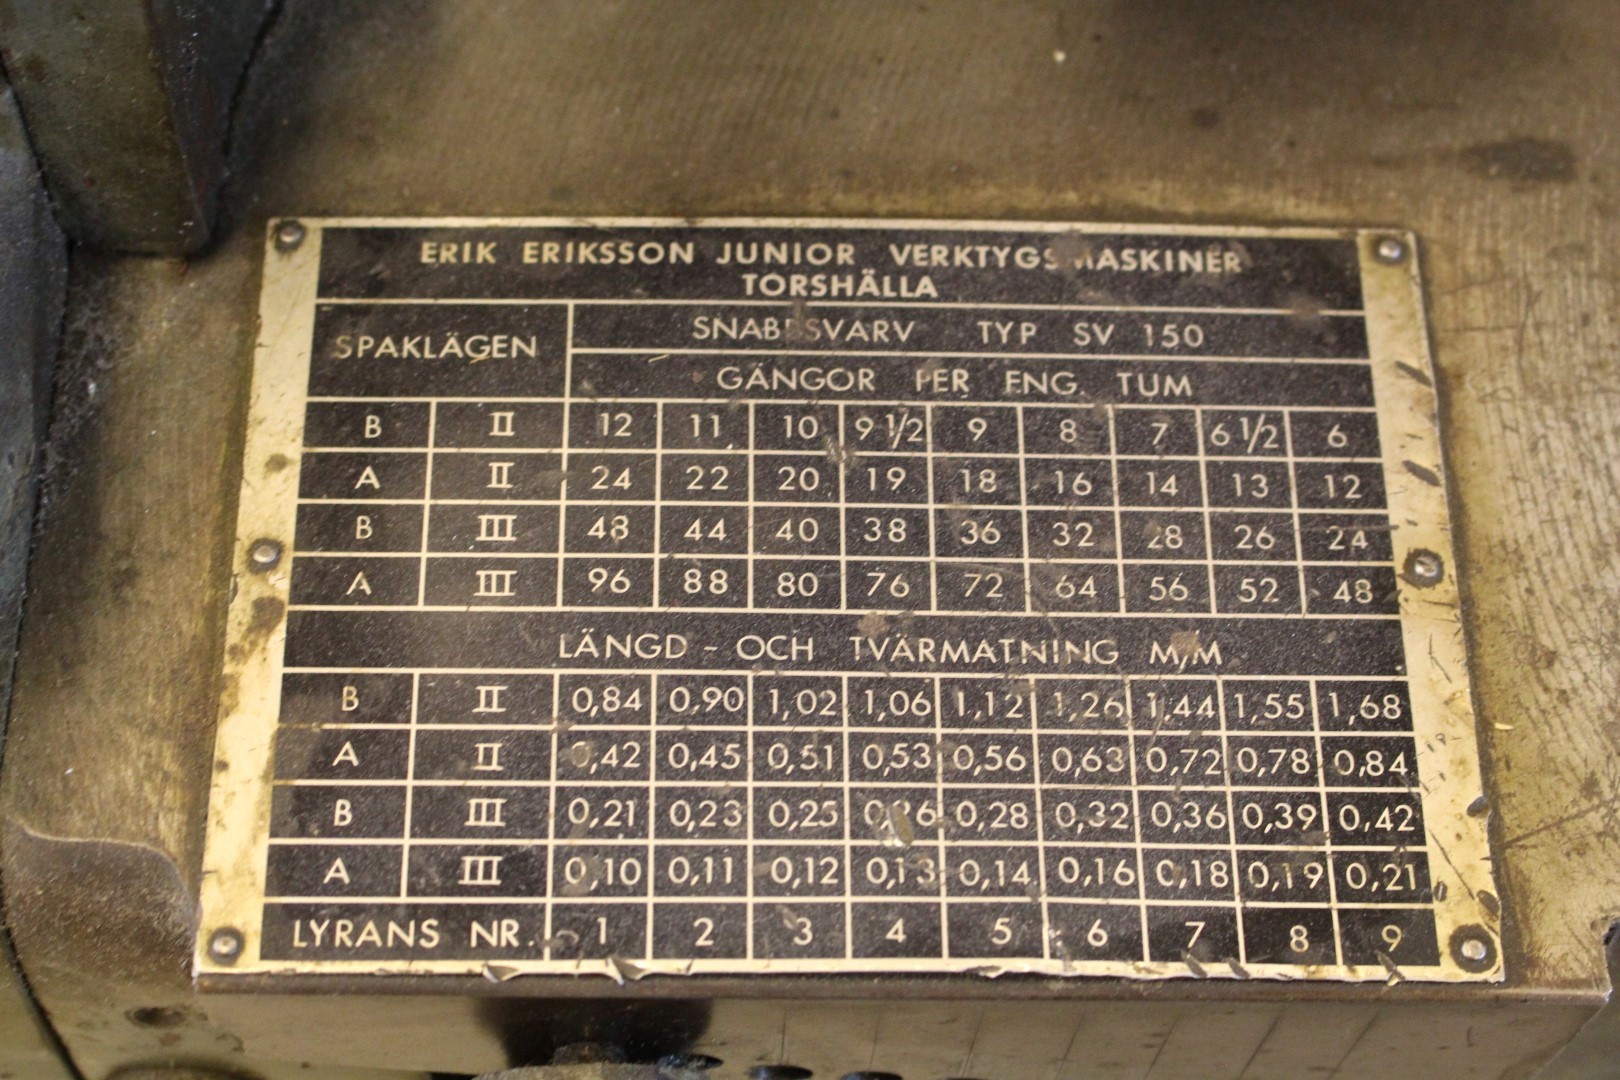 ERIK ERIKSSON JUNIOR VERKTYGSMASKINER
TORSHÄLLA
SPAKLÄGEN
SNABBSVARV TYP SV 150
GÄNGOR PER ENG. TUM
B II 12 11 10 9 1/2 9 8 7 6 1/2 6
A II 24 22 20 19 18 16 14 13 12
B III 48 44 40 38 36 32 28 26 24
A III 96 88 80 76 72 64 56 52 48
LÄNGD - OCH TVÄRMATNING M/M
B II 0,84 0,90 1,02 1,06 1,12 1,26 1,44 1,55 1,68
A II 0,42 0,45 0,51 0,53 0,56 0,63 0,72 0,78 0,84
B III 0,21 0,23 0,25 0,26 0,28 0,32 0,36 0,39 0,42
A III 0,10 0,11 0,12 0,13 0,14 0,16 0,18 0,19 0,21
LYRANS NR. 1 2 3 4 5 6 7 8 9